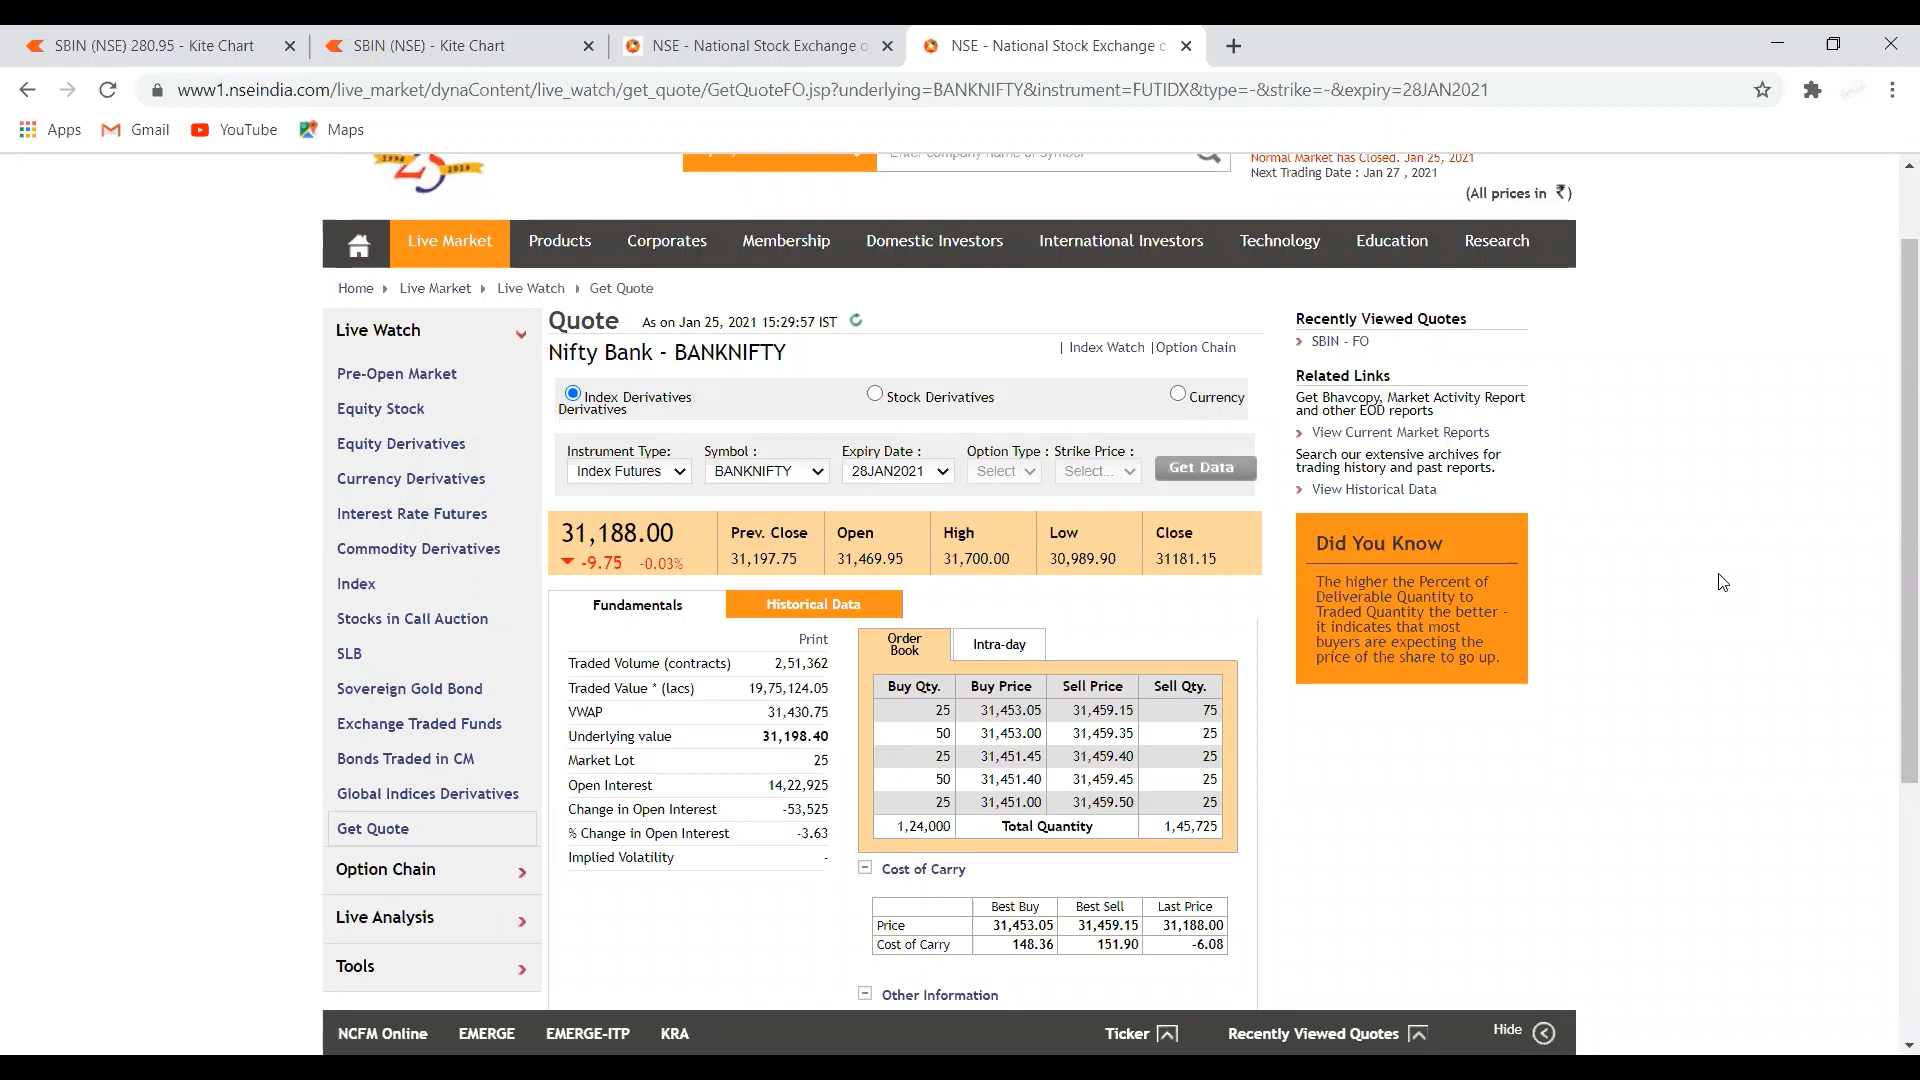 SBIN (NSE) 280.95 - Kite Chart
SBIN (NSE) - Kite Chart
NSE - National Stock Exchange o
NSE - National Stock Exchange o
www1.nseindia.com/live_market/dynaContent/live_watch/get_quote/GetQuoteFO.jsp?underlying=BANKNIFTY&instrument=FUTIDX&type=-&strike=-&expiry=28JAN2021
Apps Gmail YouTube Maps
Enter company name or symbol
Normal Market has Closed. Jan 25, 2021
Next Trading Date : Jan 27 , 2021
(All prices in ₹)
Live Market Products Corporates Membership Domestic Investors International Investors Technology Education Research
Home Live Market Live Watch Get Quote
Live Watch
Pre-Open Market
Equity Stock
Equity Derivatives
Currency Derivatives
Interest Rate Futures
Commodity Derivatives
Index
Stocks in Call Auction
SLB
Sovereign Gold Bond
Exchange Traded Funds
Bonds Traded in CM
Global Indices Derivatives
Get Quote
Option Chain
Live Analysis
Tools
Quote As on Jan 25, 2021 15:29:57 IST
Nifty Bank - BANKNIFTY
| Index Watch |Option Chain
Index Derivatives Stock Derivatives Currency
Derivatives
Instrument Type: Symbol : Expiry Date : Option Type : Strike Price :
Index Futures BANKNIFTY 28JAN2021 Select Select... Get Data
31,188.00 Prev. Close Open High Low Close
-9.75 -0.03% 31,197.75 31,469.95 31,700.00 30,989.90 31181.15
Fundamentals Historical Data
Print
Traded Volume (contracts) 2,51,362
Traded Value * (lacs) 19,75,124.05
VWAP 31,430.75
Underlying value 31,198.40
Market Lot 25
Open Interest 14,22,925
Change in Open Interest -53,525
% Change in Open Interest -3.63
Implied Volatility -
Order
Book
Intra-day
Buy Qty. Buy Price Sell Price Sell Qty.
25 31,453.05 31,459.15 75
50 31,453.00 31,459.35 25
25 31,451.45 31,459.40 25
50 31,451.40 31,459.45 25
25 31,451.00 31,459.50 25
1,24,000 Total Quantity 1,45,725
Cost of Carry
Best Buy Best Sell Last Price
Price 31,453.05 31,459.15 31,188.00
Cost of Carry 148.36 151.90 -6.08
Other Information
Recently Viewed Quotes
SBIN - FO
Related Links
Get Bhavcopy, Market Activity Report
and other EOD reports
View Current Market Reports
Search our extensive archives for
trading history and past reports.
View Historical Data
Did You Know
The higher the Percent of
Deliverable Quantity to
Traded Quantity the better -
it indicates that most
buyers are expecting the
price of the share to go up.
NCFM Online EMERGE EMERGE-ITP KRA Ticker Recently Viewed Quotes Hide